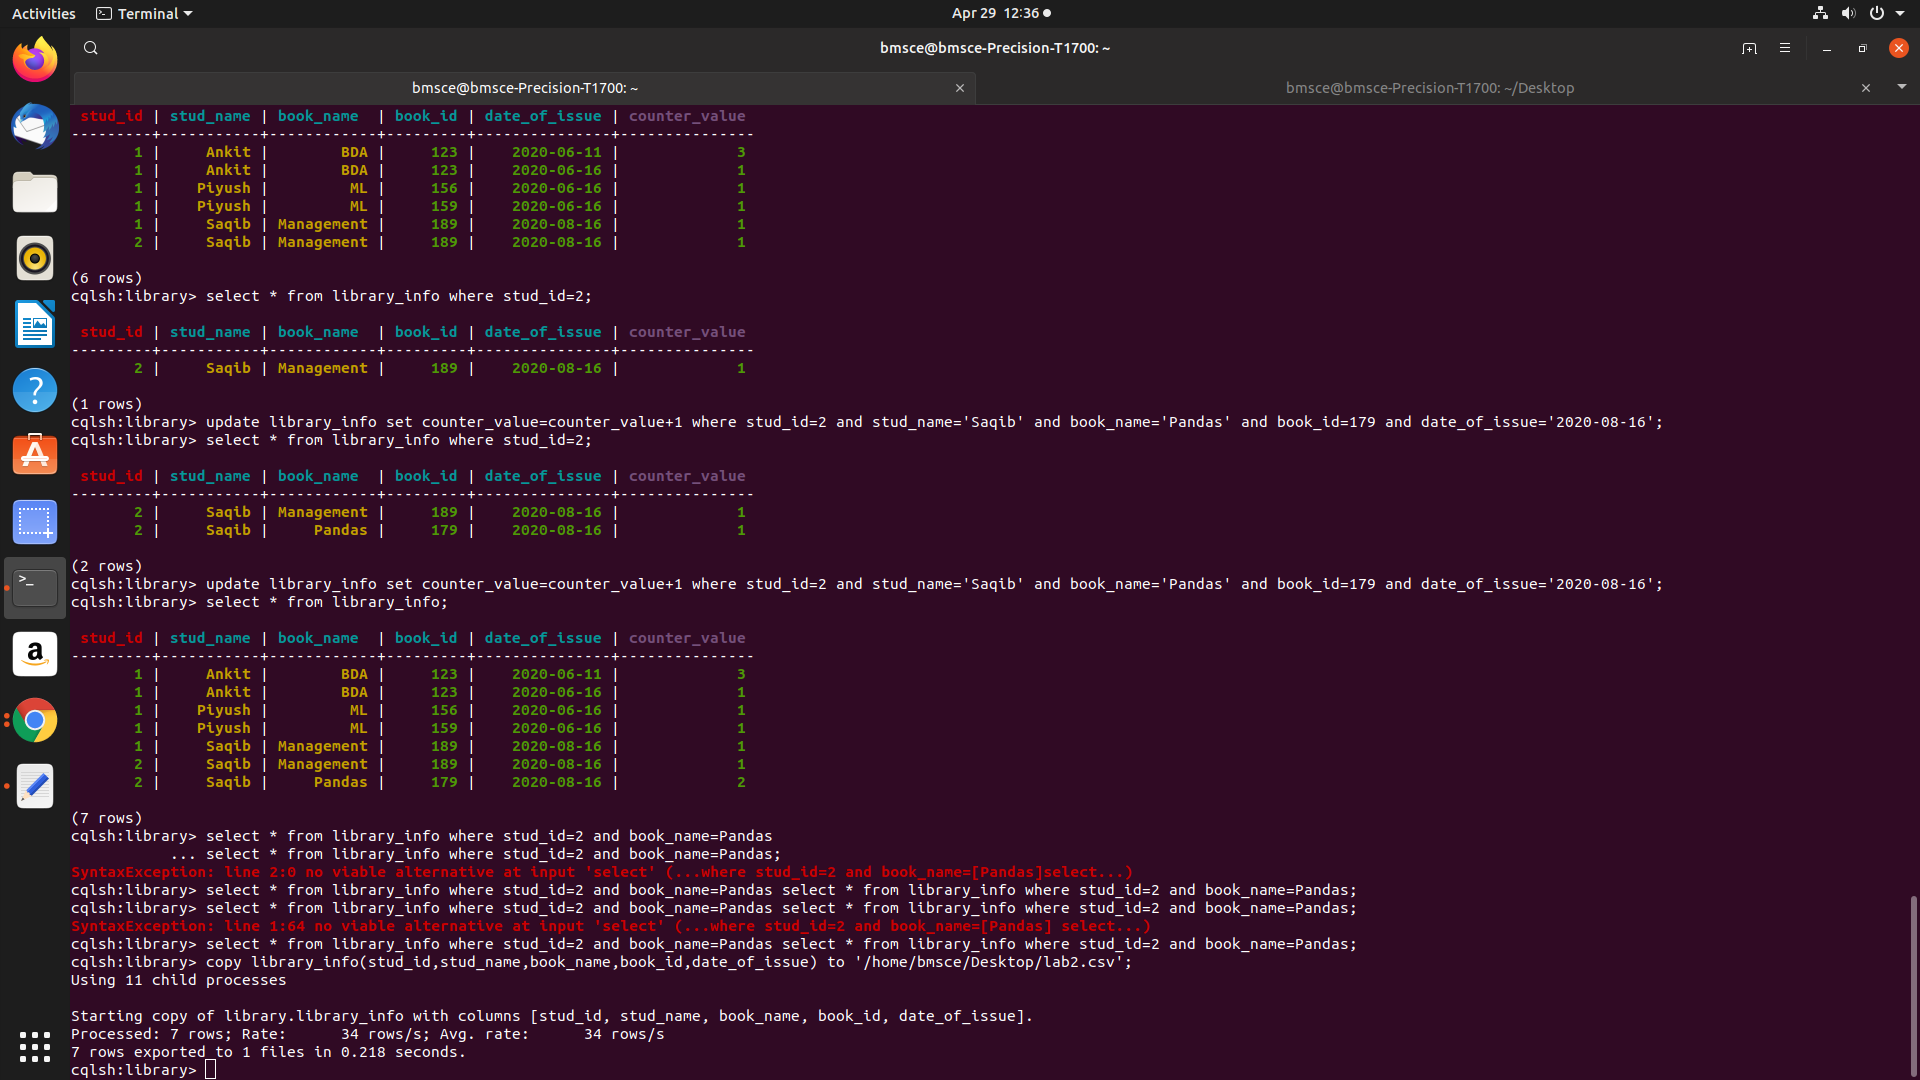 Activities Terminal Apr 29 12:36
bmsce@bmsce-Precision-T1700: ~
bmsce@bmsce-Precision-T1700: ~ bmsce@bmsce-Precision-T1700: ~/Desktop
stud_id | stud_name | book_name | book_id | date_of_issue | counter_value
---------+-----------+------------+---------+---------------+---------------
1 | Ankit | BDA | 123 | 2020-06-11 | 3
1 | Ankit | BDA | 123 | 2020-06-16 | 1
1 | Piyush | ML | 156 | 2020-06-16 | 1
1 | Piyush | ML | 159 | 2020-06-16 | 1
1 | Saqib | Management | 189 | 2020-08-16 | 1
2 | Saqib | Management | 189 | 2020-08-16 | 1
(6 rows)
cqlsh:library> select * from library_info where stud_id=2;
stud_id | stud_name | book_name | book_id | date_of_issue | counter_value
---------+-----------+------------+---------+---------------+---------------
2 | Saqib | Management | 189 | 2020-08-16 | 1
(1 rows)
cqlsh:library> update library_info set counter_value=counter_value+1 where stud_id=2 and stud_name='Saqib' and book_name='Pandas' and book_id=179 and date_of_issue='2020-08-16';
cqlsh:library> select * from library_info where stud_id=2;
stud_id | stud_name | book_name | book_id | date_of_issue | counter_value
---------+-----------+------------+---------+---------------+---------------
2 | Saqib | Management | 189 | 2020-08-16 | 1
2 | Saqib | Pandas | 179 | 2020-08-16 | 1
(2 rows)
cqlsh:library> update library_info set counter_value=counter_value+1 where stud_id=2 and stud_name='Saqib' and book_name='Pandas' and book_id=179 and date_of_issue='2020-08-16';
cqlsh:library> select * from library_info;
stud_id | stud_name | book_name | book_id | date_of_issue | counter_value
---------+-----------+------------+---------+---------------+---------------
1 | Ankit | BDA | 123 | 2020-06-11 | 3
1 | Ankit | BDA | 123 | 2020-06-16 | 1
1 | Piyush | ML | 156 | 2020-06-16 | 1
1 | Piyush | ML | 159 | 2020-06-16 | 1
1 | Saqib | Management | 189 | 2020-08-16 | 1
2 | Saqib | Management | 189 | 2020-08-16 | 1
2 | Saqib | Pandas | 179 | 2020-08-16 | 2
(7 rows)
cqlsh:library> select * from library_info where stud_id=2 and book_name=Pandas
... select * from library_info where stud_id=2 and book_name=Pandas;
SyntaxException: line 2:0 no viable alternative at input 'select' (...where stud_id=2 and book_name=[Pandas]select...)
cqlsh:library> select * from library_info where stud_id=2 and book_name=Pandas select * from library_info where stud_id=2 and book_name=Pandas;
cqlsh:library> select * from library_info where stud_id=2 and book_name=Pandas select * from library_info where stud_id=2 and book_name=Pandas;
SyntaxException: line 1:64 no viable alternative at input 'select' (...where stud_id=2 and book_name=[Pandas] select...)
cqlsh:library> select * from library_info where stud_id=2 and book_name=Pandas select * from library_info where stud_id=2 and book_name=Pandas;
cqlsh:library> copy library_info(stud_id,stud_name,book_name,book_id,date_of_issue) to '/home/bmsce/Desktop/lab2.csv';
Using 11 child processes
Starting copy of library.library_info with columns [stud_id, stud_name, book_name, book_id, date_of_issue].
Processed: 7 rows; Rate: 34 rows/s; Avg. rate: 34 rows/s
7 rows exported to 1 files in 0.218 seconds.
cqlsh:library>